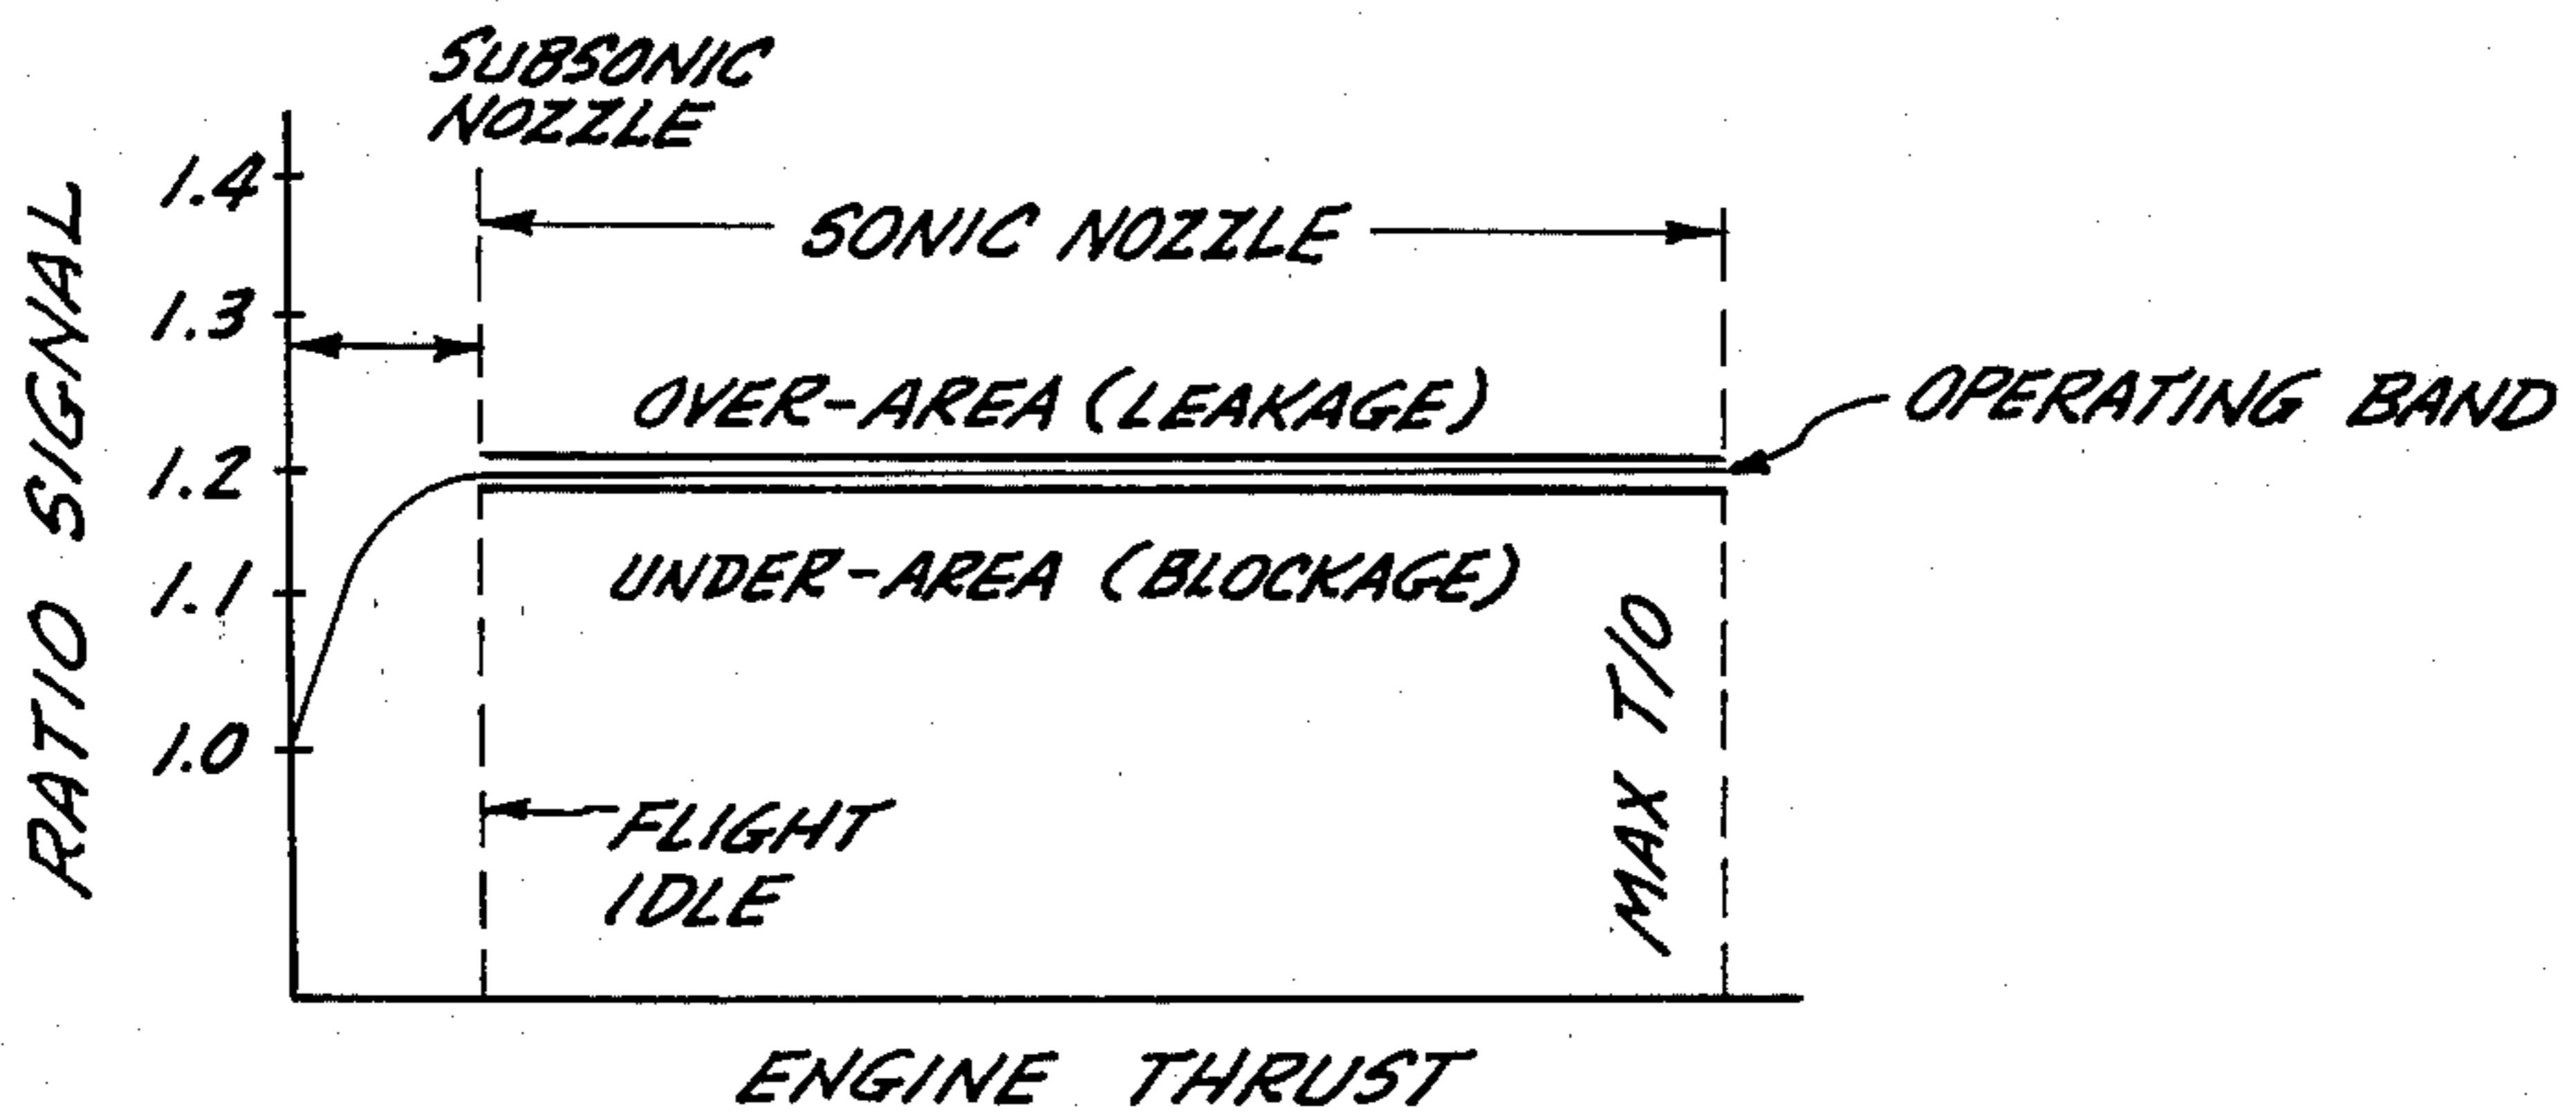 SUBSONIC
NOZZLE
1.4
SONIC NOZZLE
1.3
OVER-AREA (LEAKAGE)
OPERATING BAND
1.2
UNDER-AREA (BLOCKAGE)
1.1
1.0
RATIO SIGNAL
FLIGHT
IDLE
MAX T/O
ENGINE THRUST